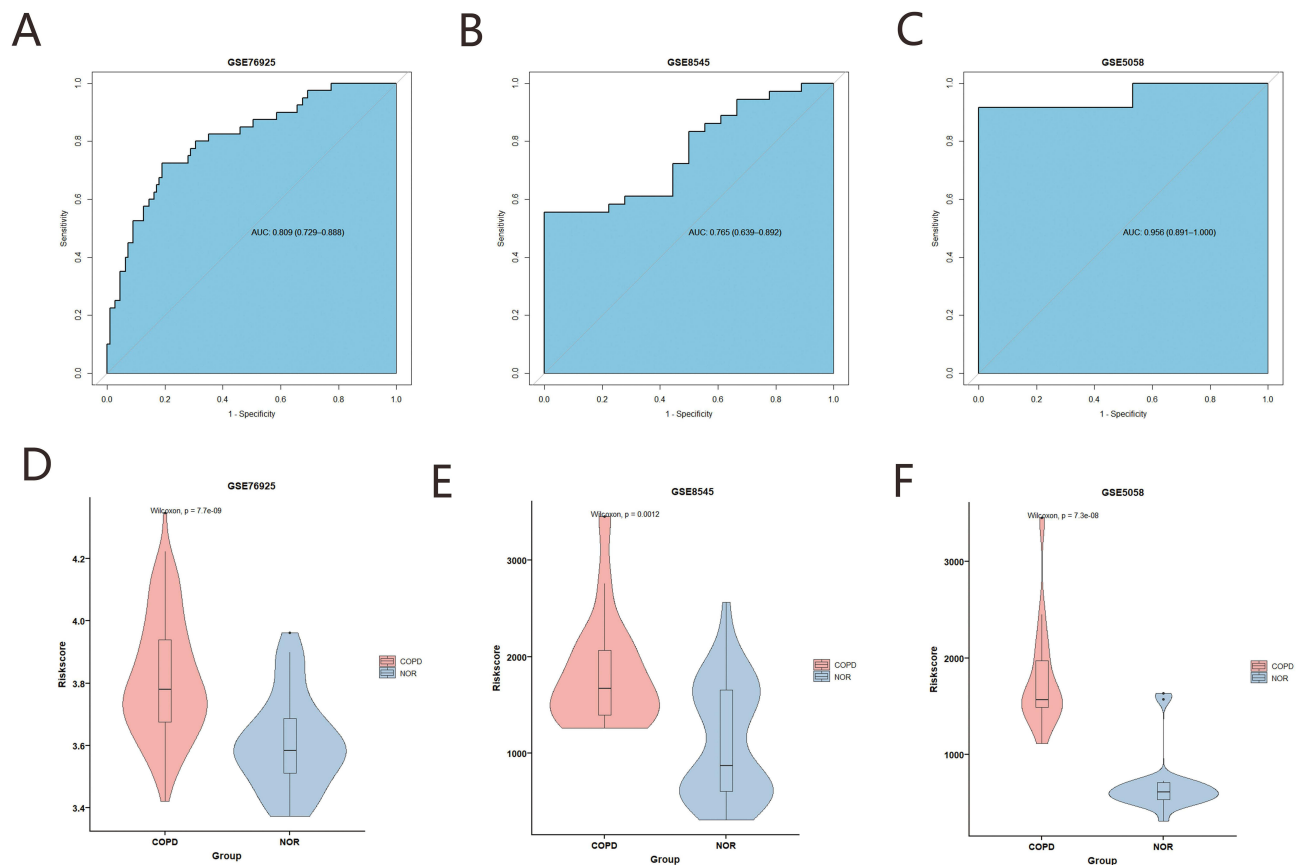 A
B
C
GSE76925
GSE8545
GSE5058
Sensitivity
0.0
0.2
0.4
0.6
0.8
1.0
AUC: 0.809 (0.729–0.888)
0.0 0.2 0.4 0.6 0.8 1.0
1 - Specificity
Sensitivity
0.0
0.2
0.4
0.6
0.8
1.0
AUC: 0.765 (0.639–0.892)
0.0 0.2 0.4 0.6 0.8 1.0
1 - Specificity
Sensitivity
0.0
0.2
0.4
0.6
0.8
1.0
AUC: 0.956 (0.891–1.000)
0.0 0.2 0.4 0.6 0.8 1.0
1 - Specificity
D
GSE76925
Wilcoxon, p = 7.7e-09
Riskscore
4.2
4.0
3.8
3.6
3.4
COPD
NOR
COPD NOR
Group
E
GSE8545
Wilcoxon, p = 0.0012
Riskscore
3000
2000
1000
COPD
NOR
COPD NOR
Group
F
GSE5058
Wilcoxon, p = 7.3e-08
Riskscore
3000
2000
1000
COPD
NOR
COPD NOR
Group